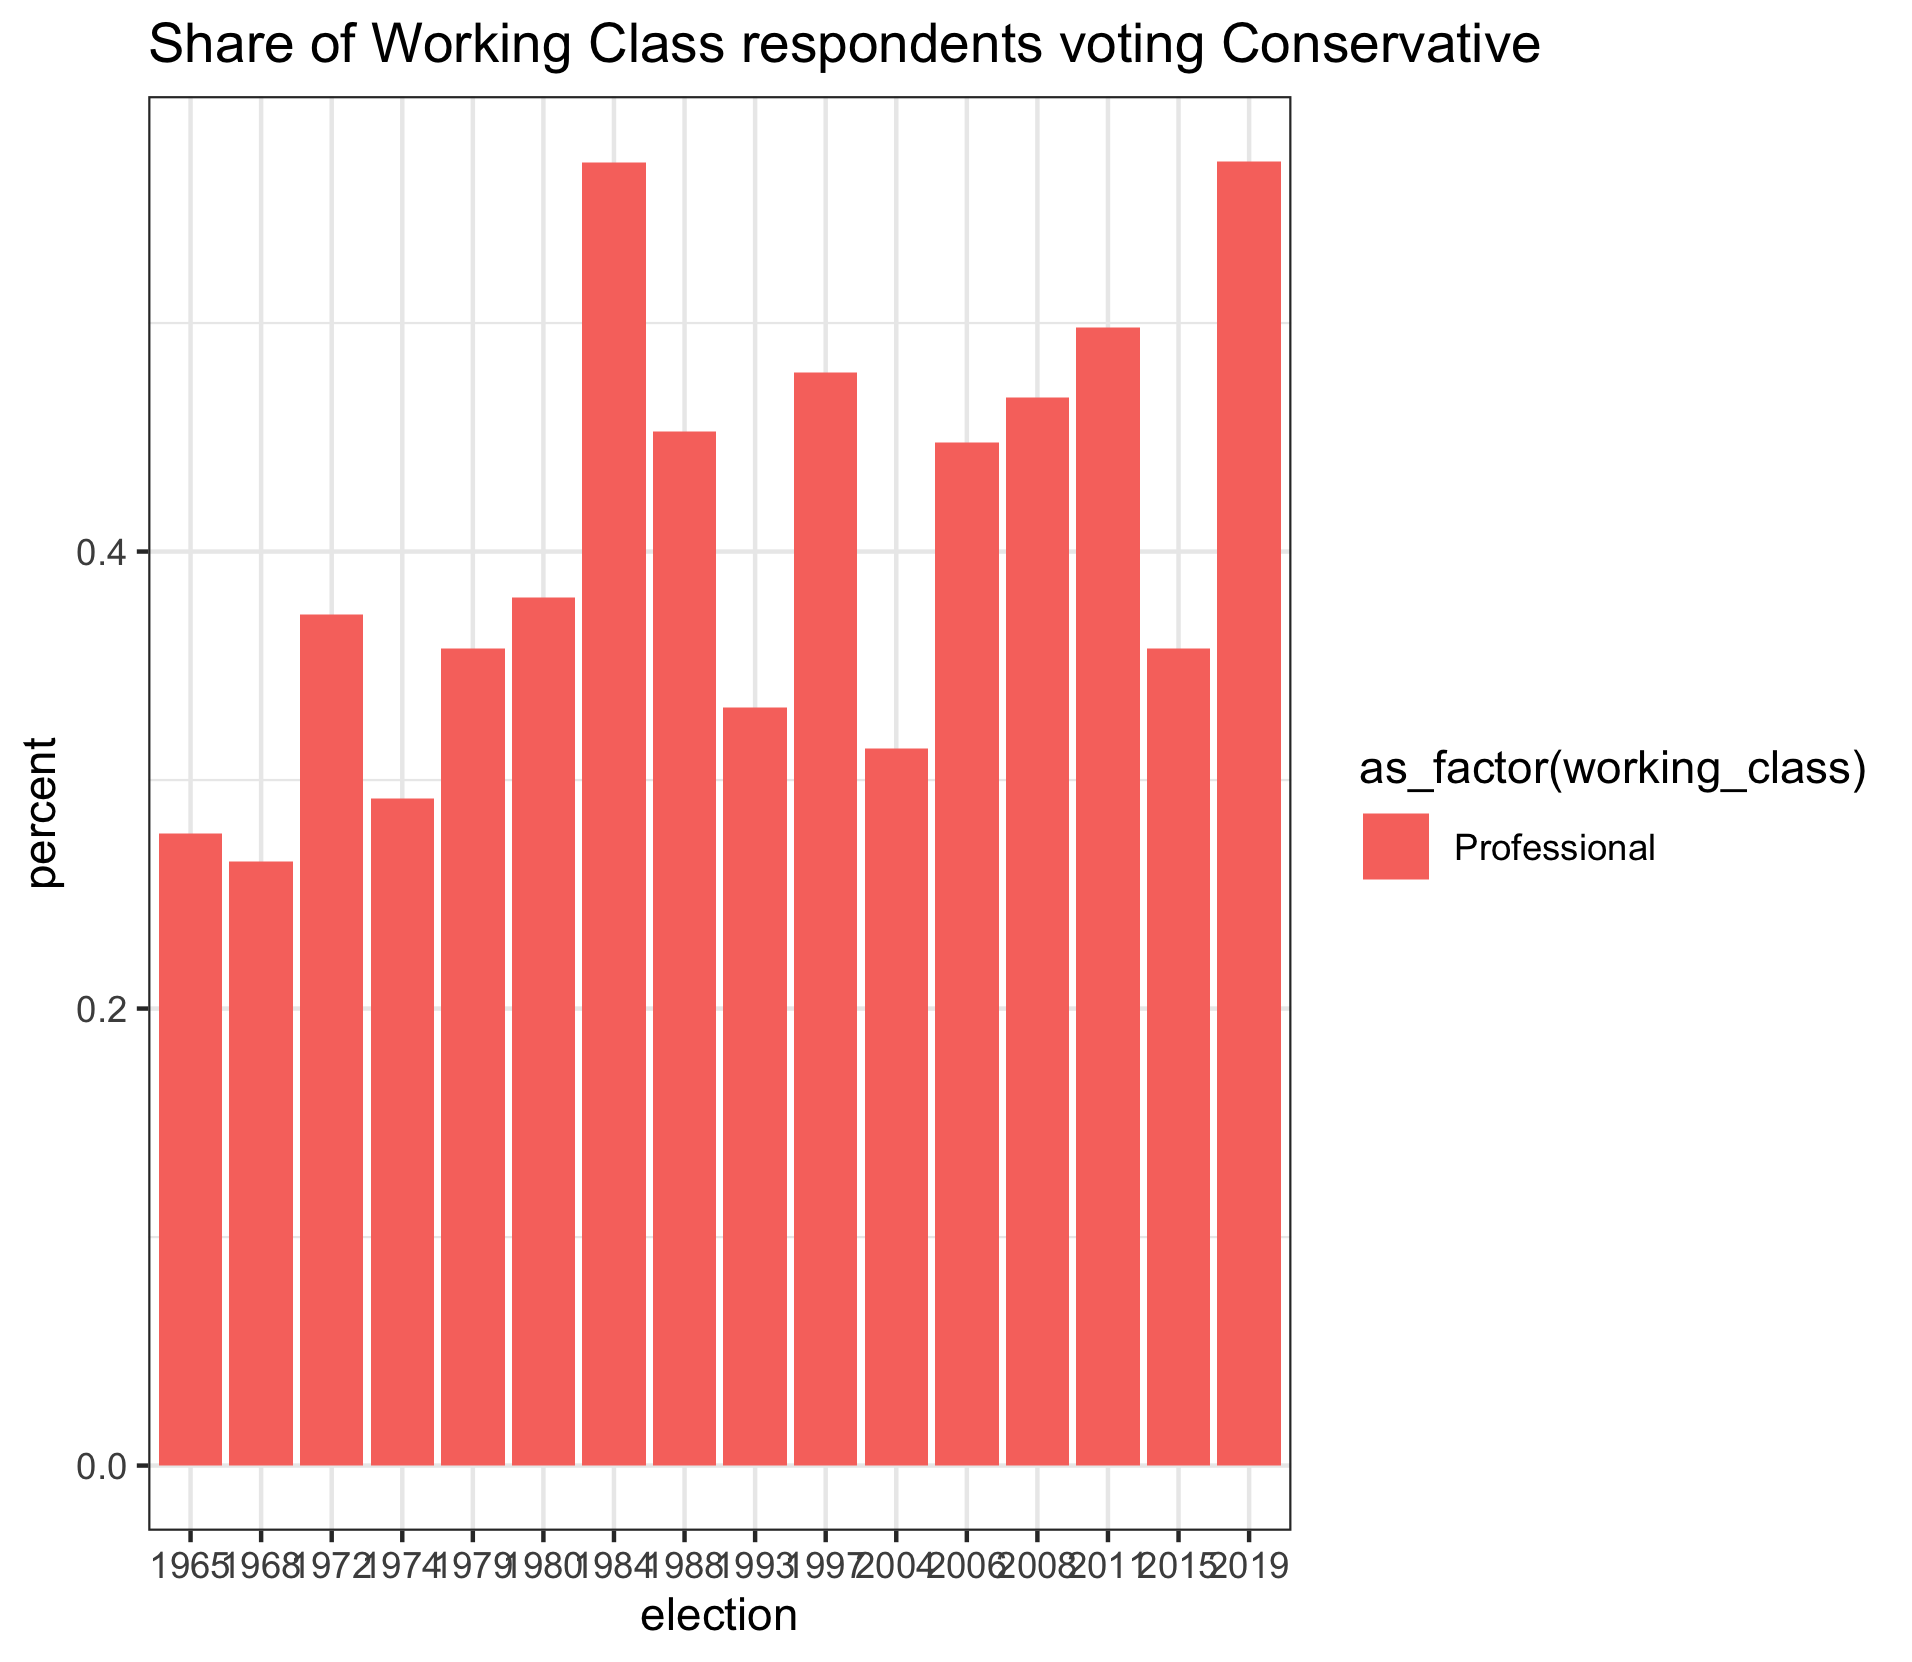 Share of Working Class respondents voting Conservative
percent
0.4
0.2
0.0
1965 1968 1972 1974 1979 1980 1984 1988 1993 1997 2004 2006 2008 2011 2015 2019
election
as_factor(working_class)
Professional